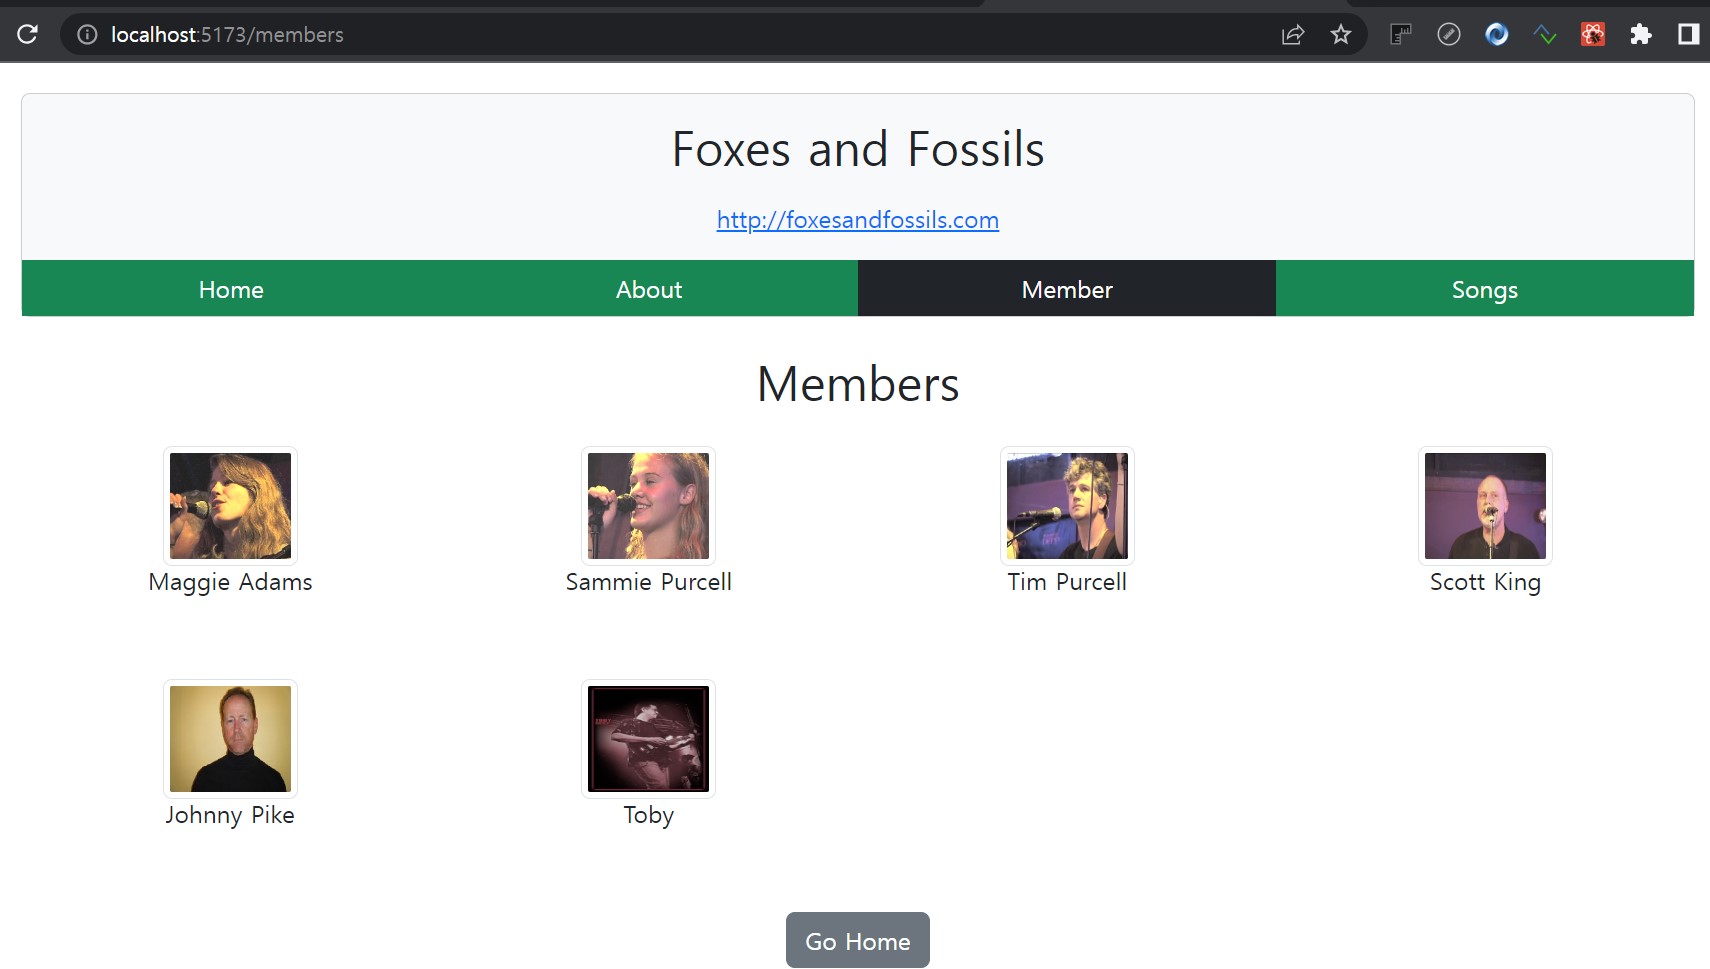 localhost:5173/members
Foxes and Fossils
http://foxesandfossils.com
Home About Member Songs
Members
Maggie Adams Sammie Purcell Tim Purcell Scott King
Johnny Pike Toby
Go Home